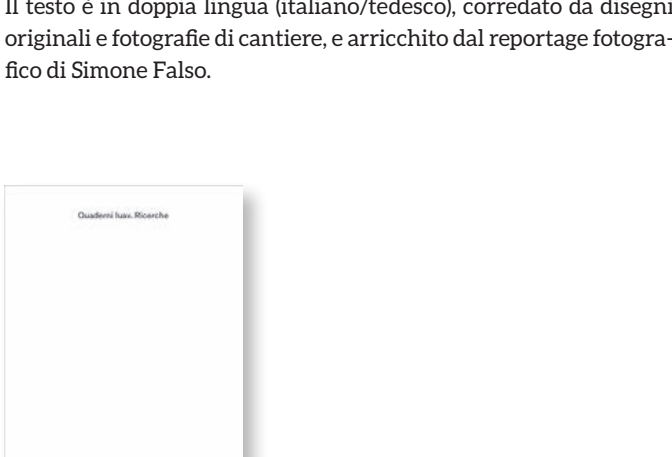 Il testo è in doppia lingua (italiano/tedesco), corredato da disegni
originali e fotografie di cantiere, e arricchito dal reportage fotogra-
fico di Simone Falso.
Quaderni Iuav. Ricerche